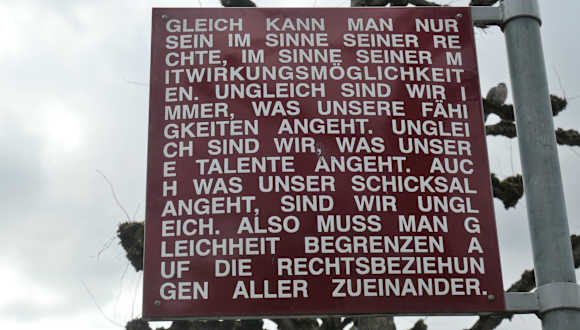 GLEICH KANN MAN NUR
SEIN IM SINNE SEINER RE
CHTE, IM SINNE SEINER M
ITWIRKUNGSMÖGLICHKEIT
EN. UNGLEICH SIND WIR I
MMER, WAS UNSERE FÄHI
GKEITEN ANGEHT. UNGLEI
CH SIND WIR, WAS UNSER
E TALENTE ANGEHT. AUC
H WAS UNSER SCHICKSAL
ANGEHT, SIND WIR UNGL
EICH. ALSO MUSS MAN G
LEICHHEIT BEGRENZEN A
UF DIE RECHTSBEZIEHUN
GEN ALLER ZUEINANDER.